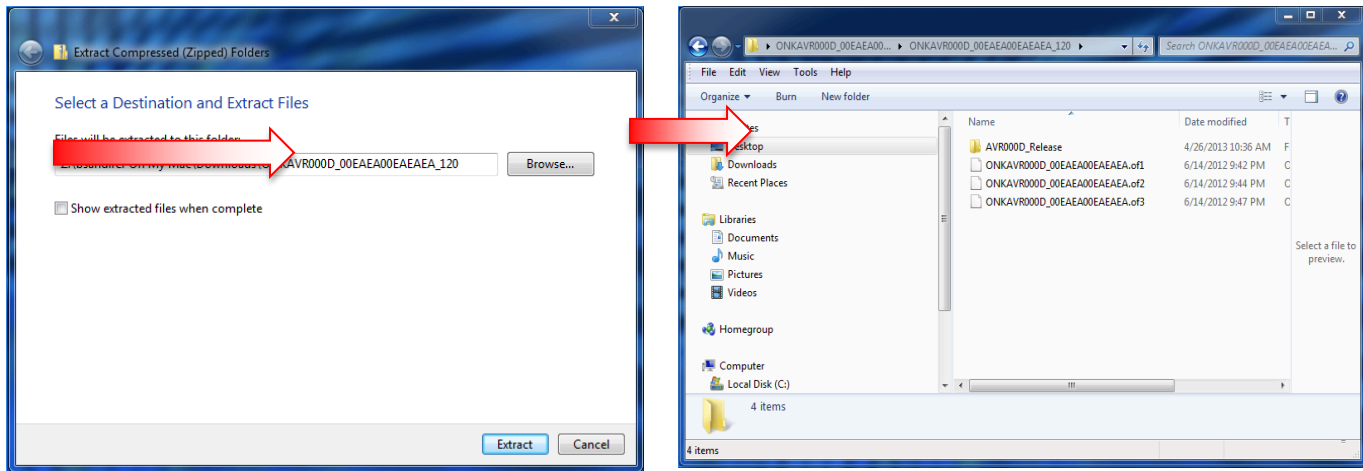 Extract Compressed (Zipped) Folders
Select a Destination and Extract Files
Files will be extracted to this folder:
KAVR000D_00EAEA00EAEAEA_120
Browse...
Show extracted files when complete
Extract
Cancel
ONKAVR000D_00EAEA00... ONKAVR000D_00EAEA00EAEAEA_120
Search ONKAVR000D_00EAEA00EAEA...
File Edit View Tools Help
Organize Burn New folder
Desktop
Downloads
Recent Places
Libraries
Documents
Music
Pictures
Videos
Homegroup
Computer
Local Disk (C:)
Name Date modified T
AVR000D_Release 4/26/2013 10:36 AM F
ONKAVR000D_00EAEA00EAEAEA.of1 6/14/2012 9:42 PM
ONKAVR000D_00EAEA00EAEAEA.of2 6/14/2012 9:44 PM
ONKAVR000D_00EAEA00EAEAEA.of3 6/14/2012 9:47 PM
Select a file to
preview.
4 items
4 items